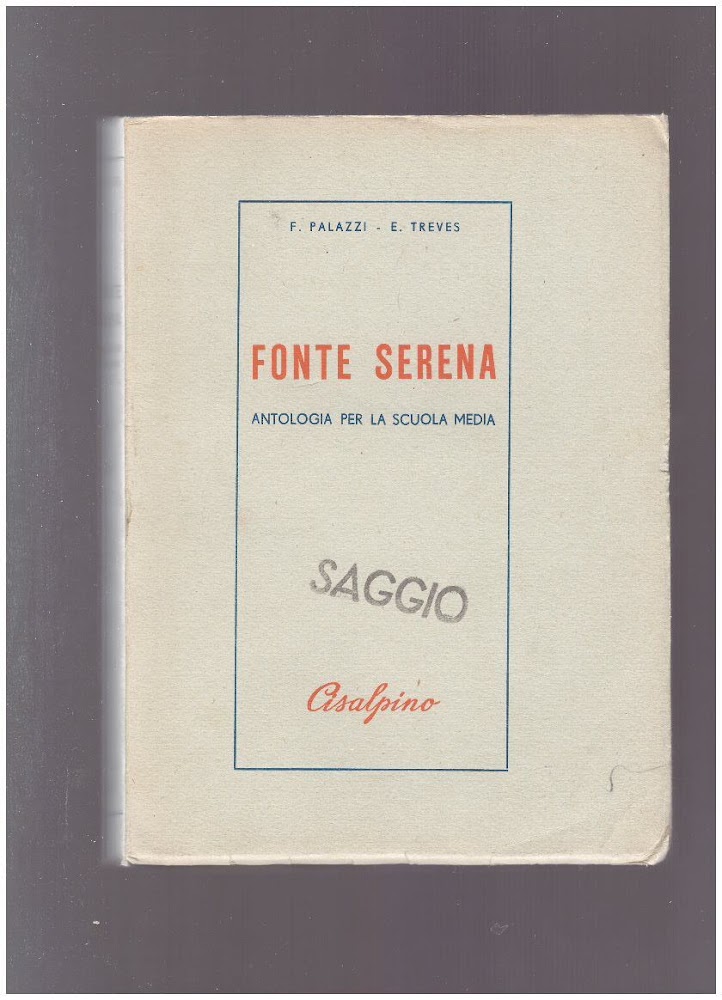 F. PALAZZI - E. TREVES
FONTE SERENA
ANTOLOGIA PER LA SCUOLA MEDIA
SAGGIO
Cisalpino